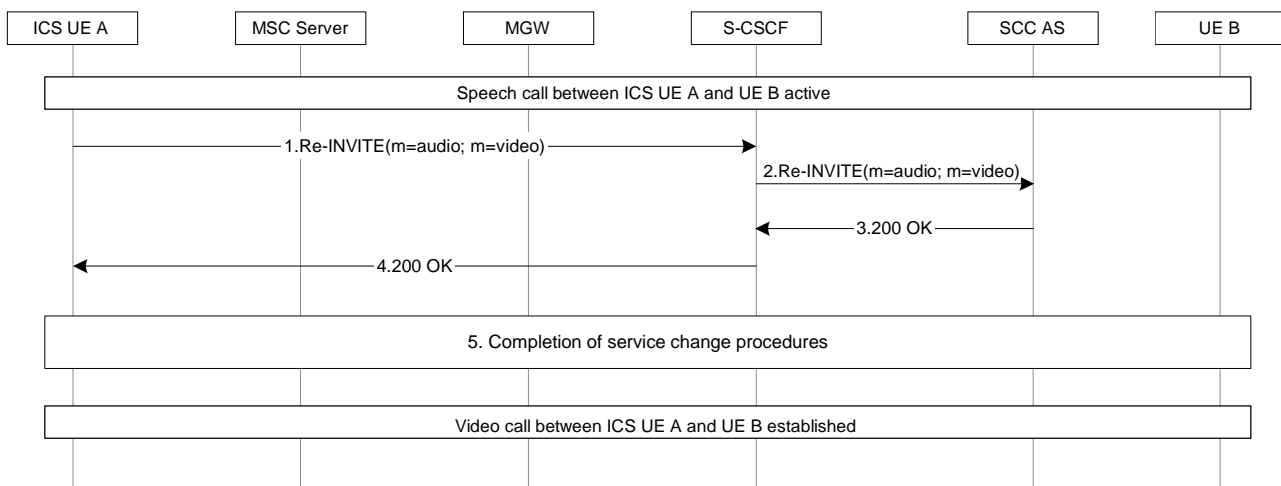 ICS UE A
MSC Server
MGW
S-CSCF
SCC AS
UE B
Speech call between ICS UE A and UE B active
1.Re-INVITE(m=audio; m=video)
2.Re-INVITE(m=audio; m=video)
3.200 OK
4.200 OK
5. Completion of service change procedures
Video call between ICS UE A and UE B established